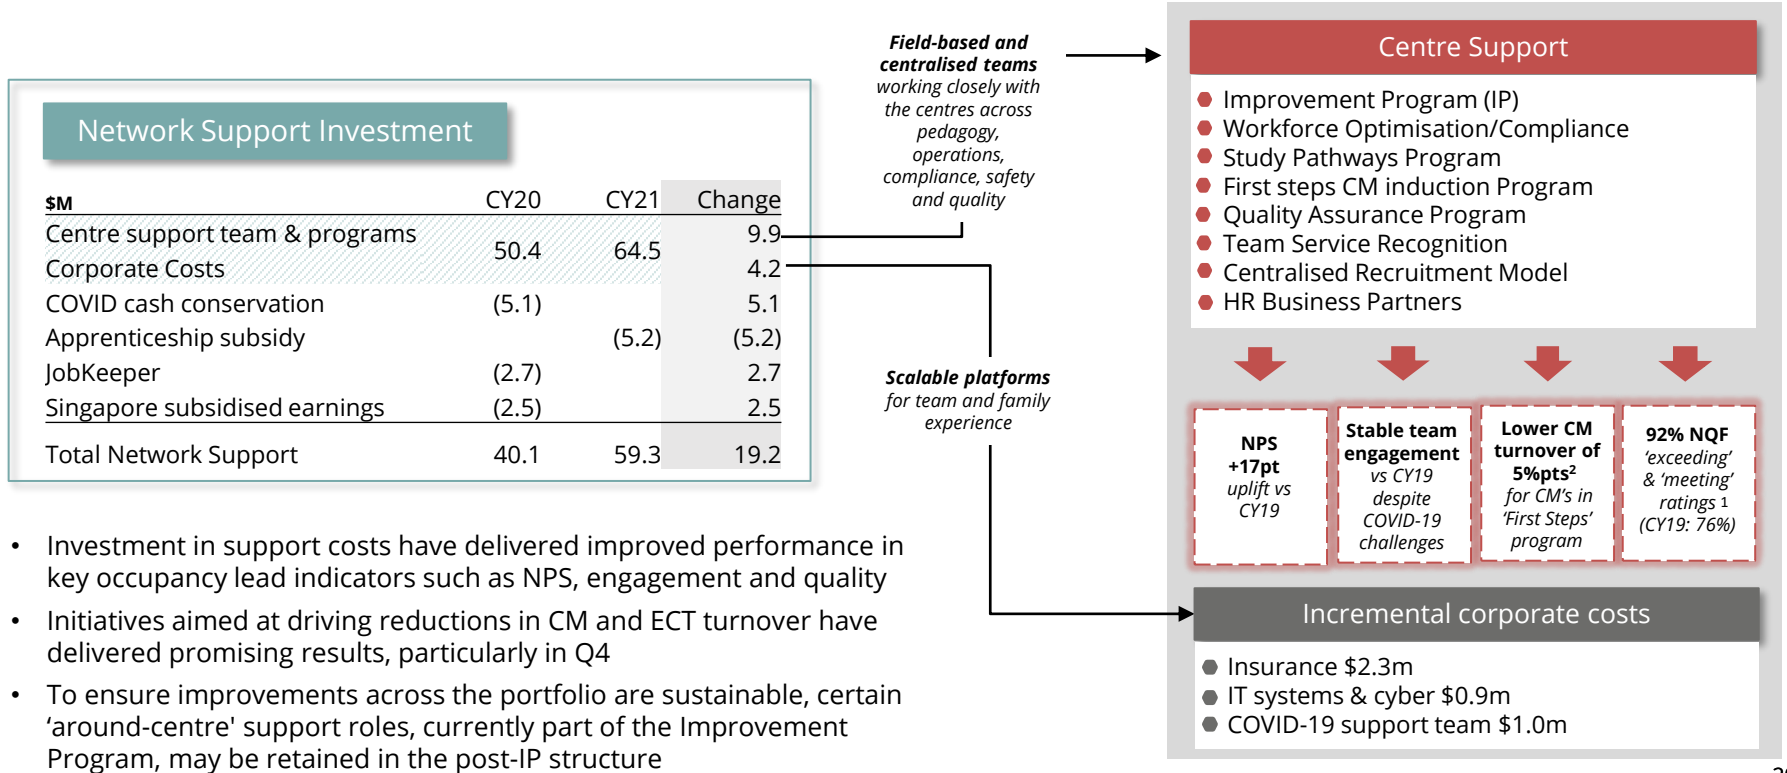 Network Support Investment
$M CY20 CY21 Change
Centre support team & programs 9.9
50.4 64.5
Corporate Costs 4.2
COVID cash conservation (5.1) 5.1
Apprenticeship subsidy (5.2) (5.2)
JobKeeper (2.7) 2.7
Singapore subsidised earnings (2.5) 2.5
Total Network Support 40.1 59.3 19.2
• Investment in support costs have delivered improved performance in
key occupancy lead indicators such as NPS, engagement and quality
• Initiatives aimed at driving reductions in CM and ECT turnover have
delivered promising results, particularly in Q4
• To ensure improvements across the portfolio are sustainable, certain
‘around-centre' support roles, currently part of the Improvement
Program, may be retained in the post-IP structure
Field-based and
centralised teams
working closely with
the centres across
pedagogy,
operations,
compliance, safety
and quality
Scalable platforms
for team and family
experience
Centre Support
Improvement Program (IP)
Workforce Optimisation/Compliance
Study Pathways Program
First steps CM induction Program
Quality Assurance Program
Team Service Recognition
Centralised Recruitment Model
HR Business Partners
NPS
+17pt
uplift vs
CY19
Stable team
engagement
vs CY19
despite
COVID-19
challenges
Lower CM
turnover of
5%pts²
for CM’s in
‘First Steps’
program
92% NQF
‘exceeding’
& ‘meeting’
ratings ¹
(CY19: 76%)
Incremental corporate costs
Insurance $2.3m
IT systems & cyber $0.9m
COVID-19 support team $1.0m